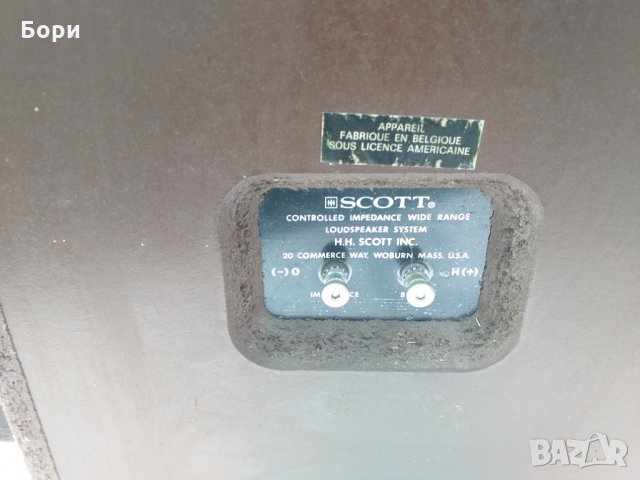 Бори
APPAREIL
FABRIQUE EN BELGIQUE
SOUS LICENCE AMERICAINE
SCOTT®
CONTROLLED IMPEDANCE WIDE RANGE
LOUDSPEAKER SYSTEM
H.H. SCOTT INC.
20 COMMERCE WAY, WOBURN MASS. U.S.A.
(-) O H (+)
BAZAR